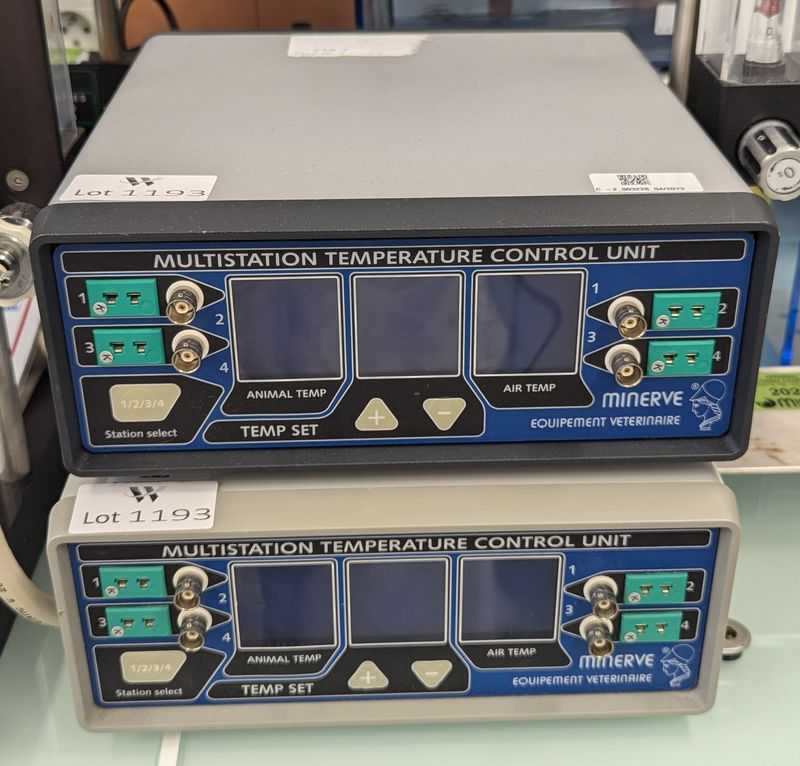 W
Lot 1193
MULTISTATION TEMPERATURE CONTROL UNIT
1
2
3
4
1
2
3
4
K
K
K
K
ANIMAL TEMP
AIR TEMP
1/2/3/4
Station select
TEMP SET
+
−
MINERVE
®
EQUIPEMENT VETERINAIRE
W
Lot 1193
MULTISTATION TEMPERATURE CONTROL UNIT
1
2
3
4
1
2
3
4
K
K
K
K
ANIMAL TEMP
AIR TEMP
1/2/3/4
Station select
TEMP SET
+
−
MINERVE
EQUIPEMENT VETERINAIRE